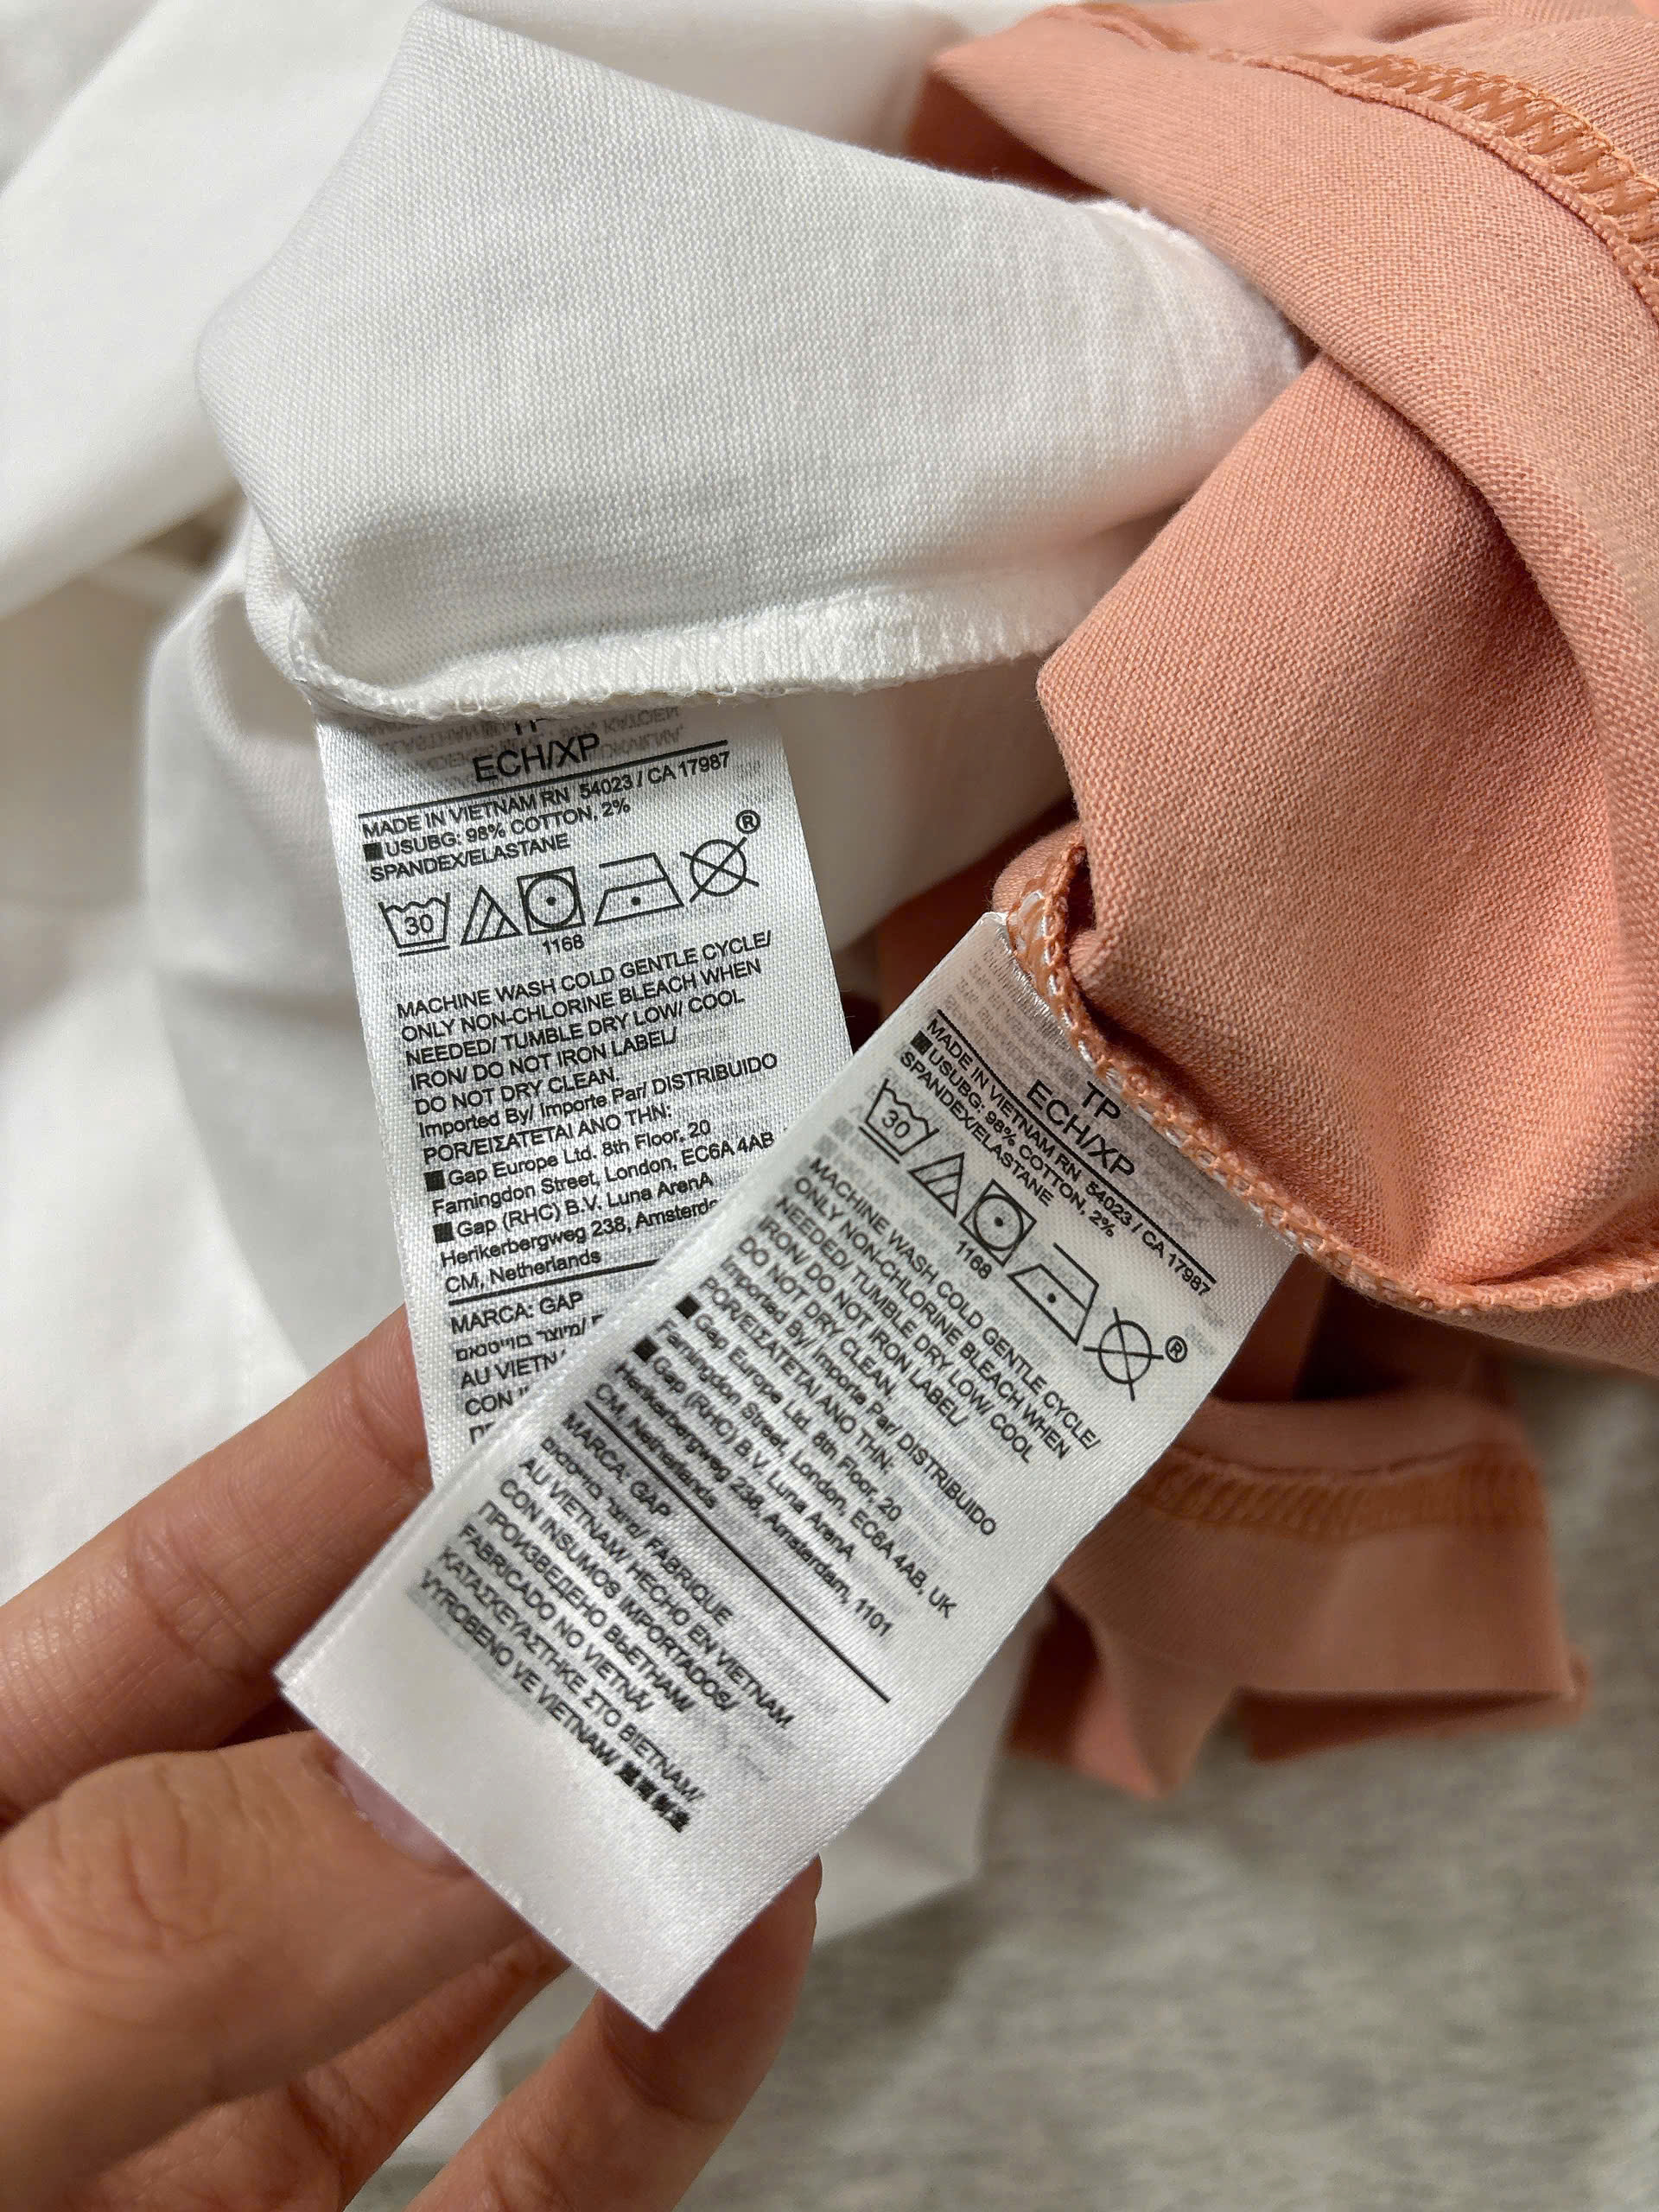 ECH/XP
MADE IN VIETNAM RN 54023 / CA 17987
USUBG: 98% COTTON, 2%
SPANDEX/ELASTANE
30
®
1168
MACHINE WASH COLD GENTLE CYCLE/
ONLY NON-CHLORINE BLEACH WHEN
NEEDED/ TUMBLE DRY LOW/ COOL
IRON/ DO NOT IRON LABEL/
DO NOT DRY CLEAN.
Imported By/ Importe Par/ DISTRIBUIDO
POR/ΕΙΣΑΤΕΤΑΙ ΑΝΟ ΤΗΝ:
Gap Europe Ltd. 8th Floor, 20
Famingdon Street, London, EC6A 4AB
Gap (RHC) B.V. Luna ArenA
Herikerbergweg 238, Amsterd
CM, Netherlands
MARCA: GAP
AU VIETN
CON
TP
ECH/XP
MADE IN VIETNAM RN 54023 / CA 17987
USUBG: 98% COTTON, 2%
SPANDEX/ELASTANE
30
®
1168
MACHINE WASH COLD GENTLE CYCLE/
ONLY NON-CHLORINE BLEACH WHEN
NEEDED/ TUMBLE DRY LOW/ COOL
IRON/ DO NOT IRON LABEL/
DO NOT DRY CLEAN.
Imported By/ Importe Par/ DISTRIBUIDO
POR/ΕΙΣΑΤΕΤΑΙ ΑΝΟ ΤΗΝ:
Gap Europe Ltd. 8th Floor, 20
Famingdon Street, London, EC6A 4AB, UK
Gap (RHC) B.V. Luna ArenA
Herikerbergweg 238, Amsterdam, 1101
CM, Netherlands
MARCA: GAP
FABRIQUE
AU VIETNAM/ HECHO EN VIETNAM
CON INSUMOS IMPORTADOS/
ПРОИЗВЕДЕНО ВЬЕТНАМ/
FABRICADO NO VIETNÃ/
ΚΑΤΑΣΚΕΥΑΣΤΗΚΕ ΣΤΟ ΒΙΕΤΝΑΜ/
VYROBENO VE VIETNAM/